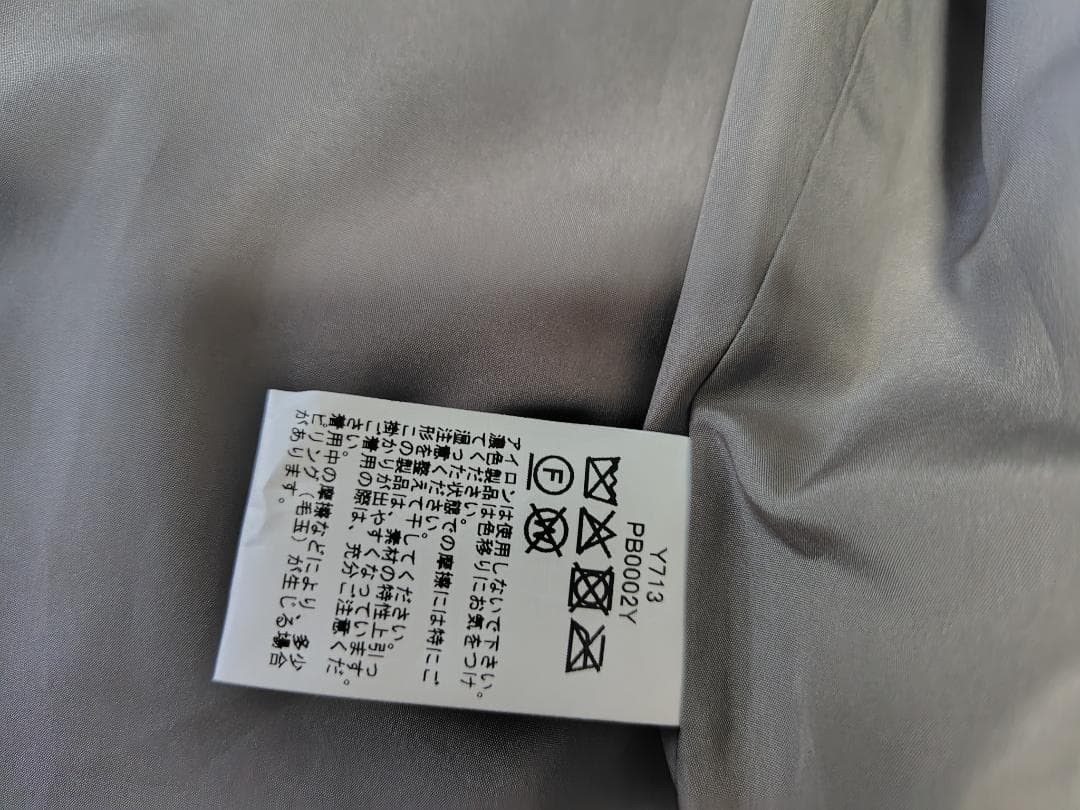 Y713
PB0002Y
F
W
アイロンは使用しないで下さい。
濃色製品は色移りにお気をつけ
てください。
湿った状態での摩擦には特にご
注意ください。
形を整えて干してください。
この製品は、素材の特性上引っ
掛かりが出やすくなっています。
ご着用の際は、充分ご注意くだ
さい。
着用中の摩擦などにより、多少
ピリング（毛玉）が生じる場合
があります。